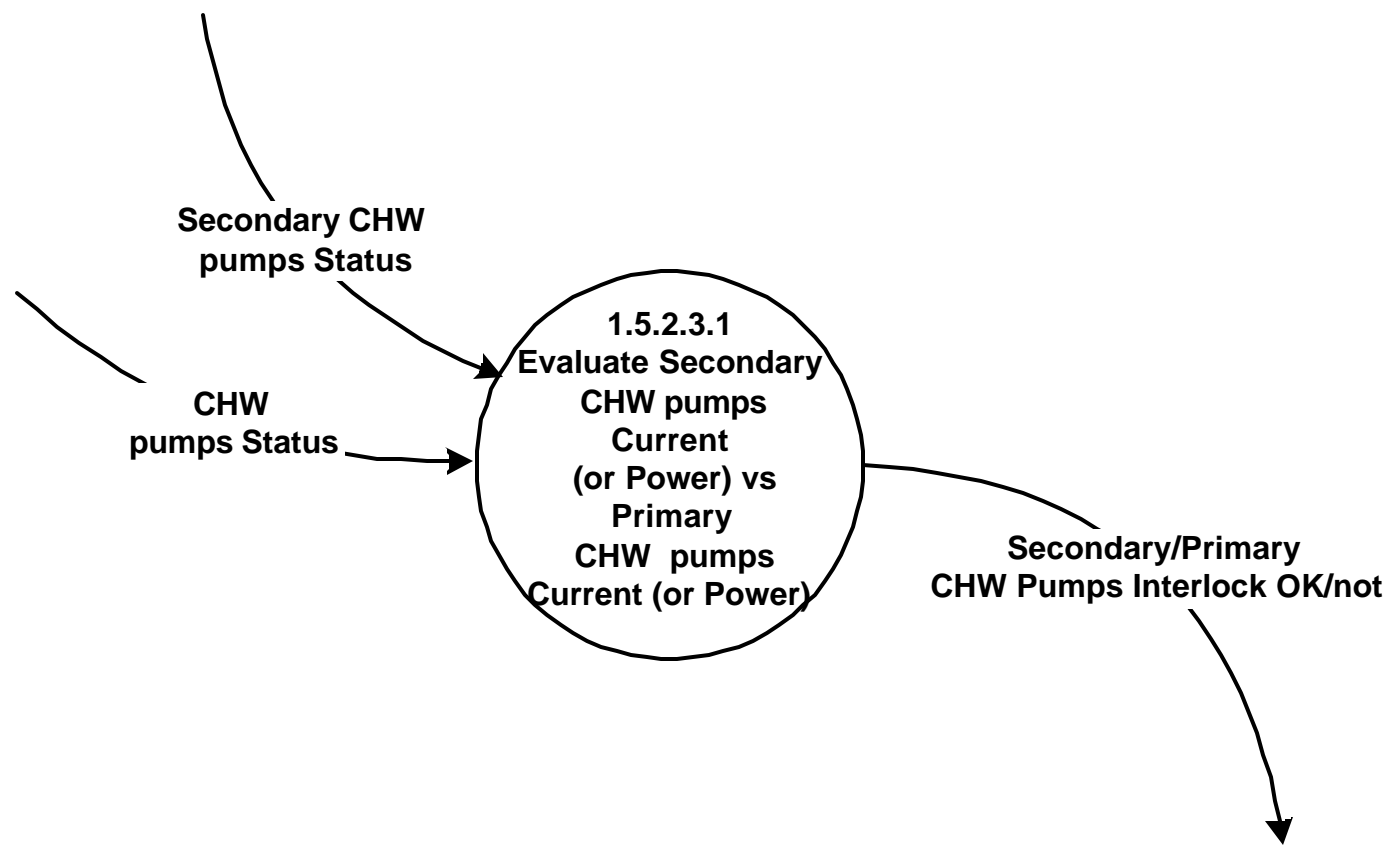 Secondary CHW
pumps Status
CHW
pumps Status
1.5.2.3.1
Evaluate Secondary
CHW pumps
Current
(or Power) vs
Primary
CHW pumps
Current (or Power)
Secondary/Primary
CHW Pumps Interlock OK/not